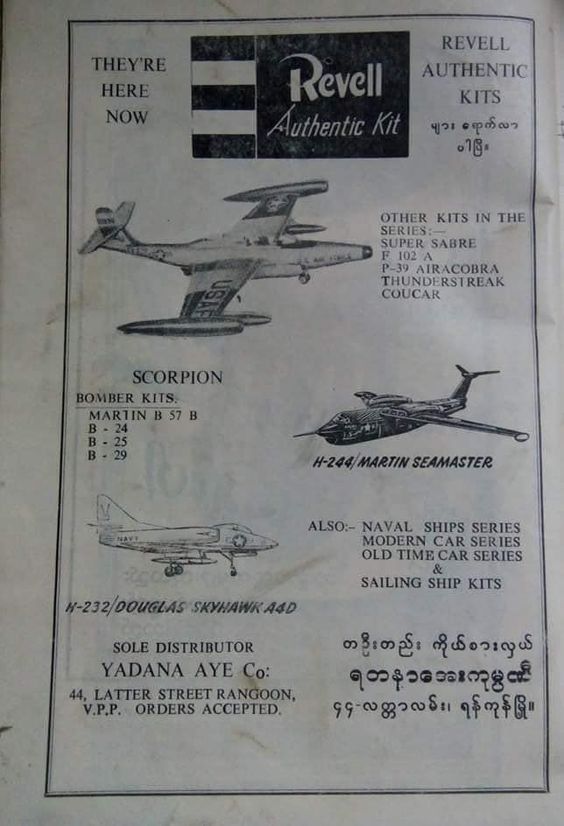 THEY'RE
HERE
NOW
Revell
Authentic Kit
REVELL
AUTHENTIC
KITS
များ ရောက်လာ
ပါပြီ။
USAF
U.S. AIR FORCE
OTHER KITS IN THE
SERIES:—
SUPER SABRE
F 102 A
P-39 AIRACOBRA
THUNDERSTREAK
COUCAR
SCORPION
BOMBER KITS.
MARTIN B 57 B
B - 24
B - 25
B - 29
H-244/MARTIN SEAMASTER
NAVY
H-232/DOUGLAS SKYHAWK A4D
ALSO:- NAVAL SHIPS SERIES
MODERN CAR SERIES
OLD TIME CAR SERIES
&
SAILING SHIP KITS
SOLE DISTRIBUTOR
YADANA AYE Co:
44, LATTER STREET RANGOON,
V.P.P. ORDERS ACCEPTED.
တဦးတည်း ကိုယ်စားလှယ်
ရတနာအေးကုမ္ပဏီ
၄၄-လတ္တာလမ်း၊ ရန်ကုန်မြို့။